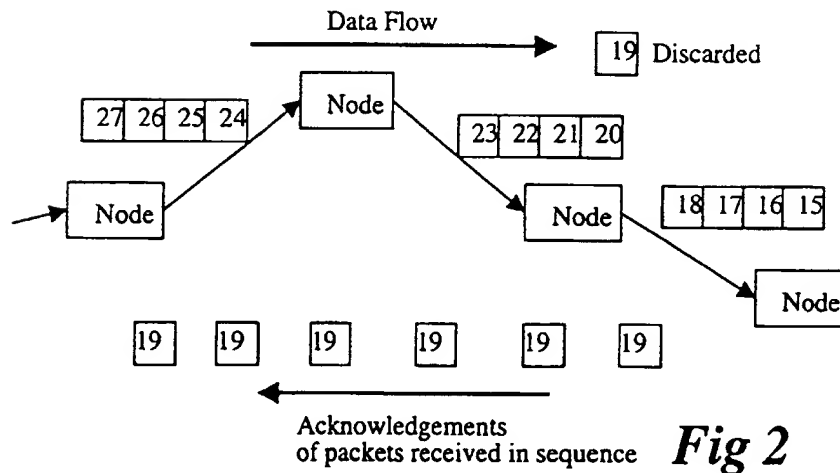 Data Flow
19 Discarded
Node
27 26 25 24
23 22 21 20
Node
Node
18 17 16 15
Node
19 19 19 19 19 19
Acknowledgements
of packets received in sequence
Fig 2